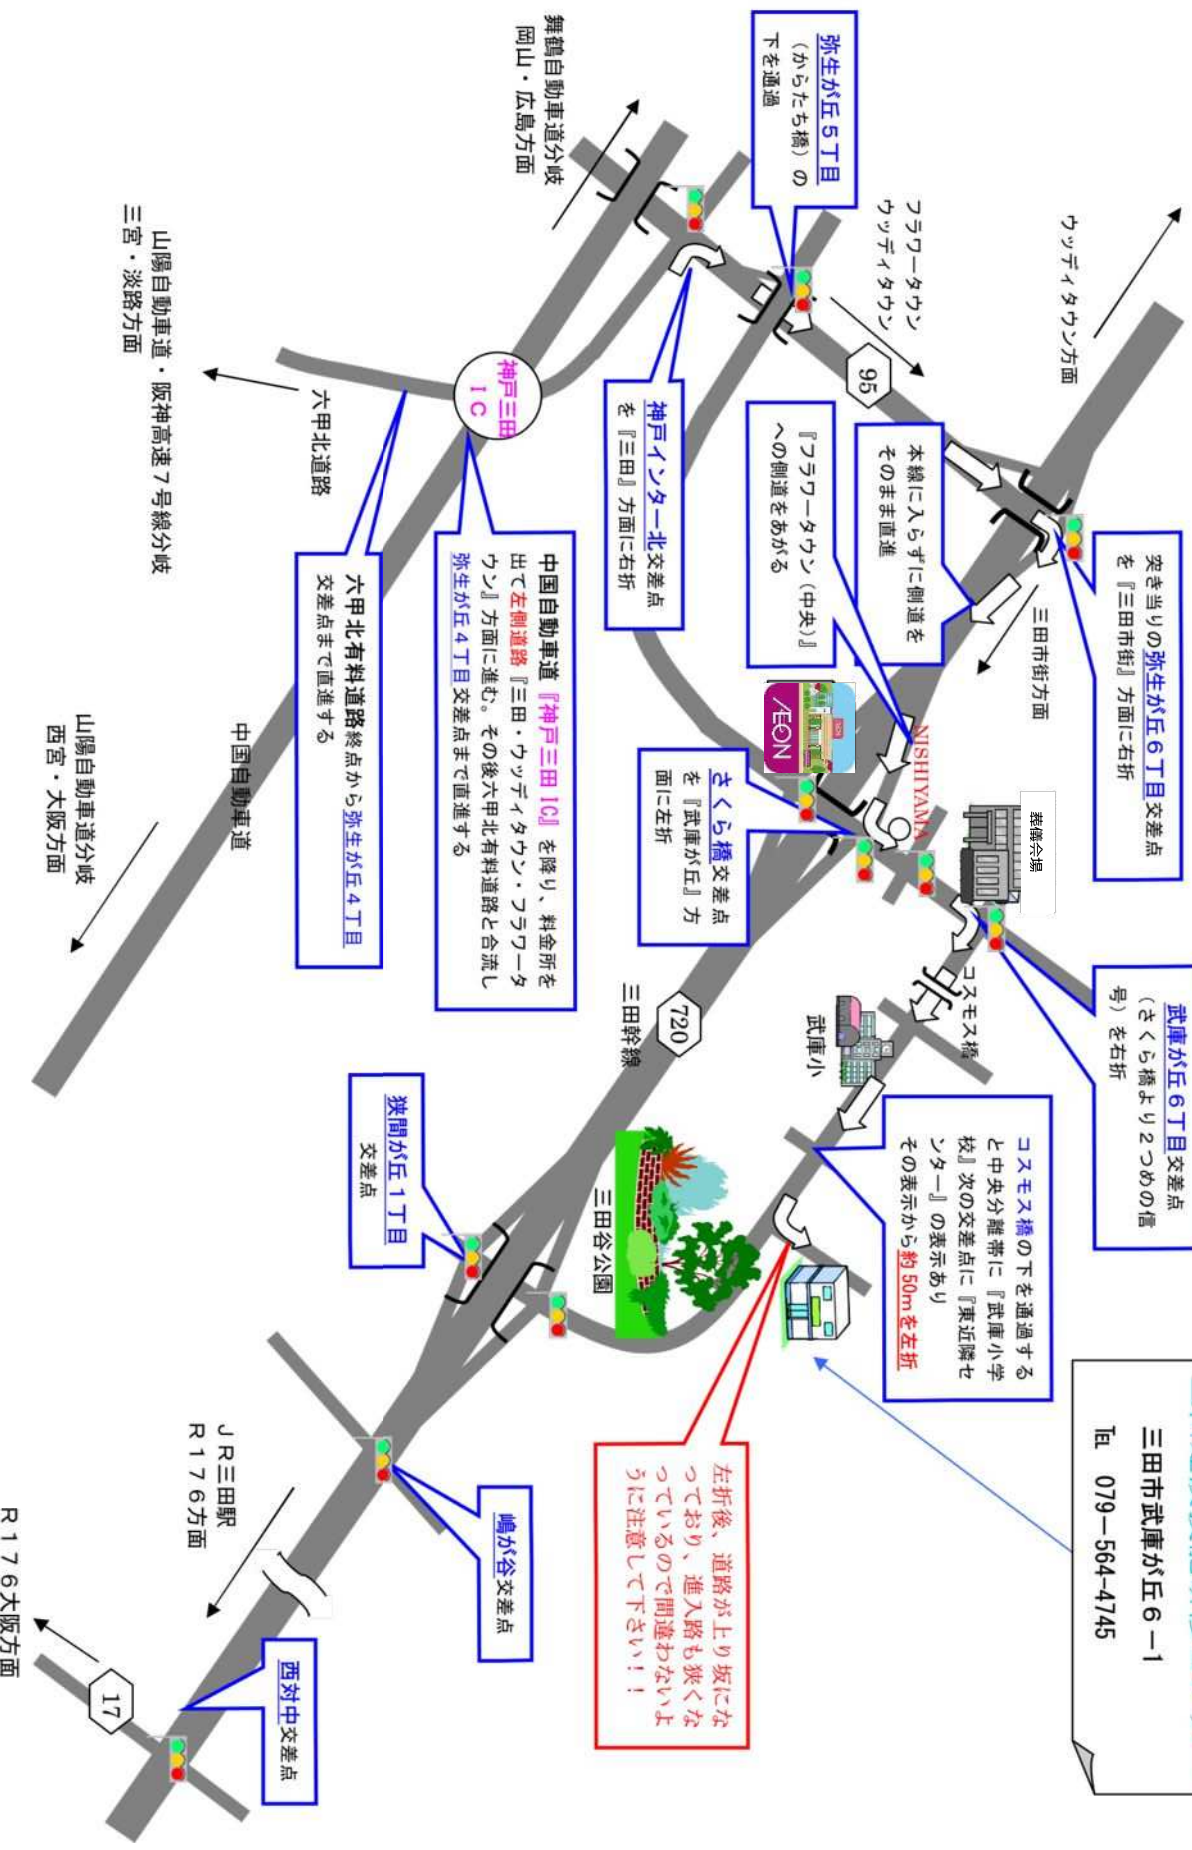 舞鶴自動車道分岐
岡山・広島方面
弥生が丘5丁目
(からたち橋)の
下を通過
フラワータウン
ウッディタウン
ウッディタウン方面
山陽自動車道・阪神高速7号線分岐
三宮・淡路方面
六甲北道路
神戸三田
IC
95
神戸インター北交差点
を『三田』方面に右折
『フラワータウン(中央)』
への側道をあがる
本線に入らずに側道を
そのまま直進
突き当りの弥生が丘6丁目交差点
を『三田市街』方面に右折
三田市街方面
中国自動車道『神戸三田IC』を降り、料金所を
出て左側道路『三田・ウッディタウン・フラワータ
ウン』方面に進む。その後六甲北有料道路と合流し
弥生が丘4丁目交差点まで直進する
六甲北有料道路終点から弥生が丘4丁目
交差点まで直進する
中国自動車道
山陽自動車道分岐
西宮・大阪方面
ÆON
NISHIYAMA
さくら橋交差点
を『武庫が丘』方
面に左折
葬儀会場
武庫が丘6丁目交差点
(さくら橋より2つめの信
号)を右折
コスモス橋
武庫小
720
三田幹線
コスモス橋の下を通過する
と中央分離帯に『武庫小学
校』次の交差点に『東近隣セ
ンター』の表示あり
その表示から約50mを左折
三田谷公園
狭間が丘1丁目
交差点
三田市武庫が丘6-1
℡ 079-564-4745
左折後、道路が上り坂にな
っており、進入路も狭くな
っているので間違わないよ
うに注意して下さい!!
嶋が谷交差点
JR三田駅
R176方面
西対中交差点
17
R176大阪方面